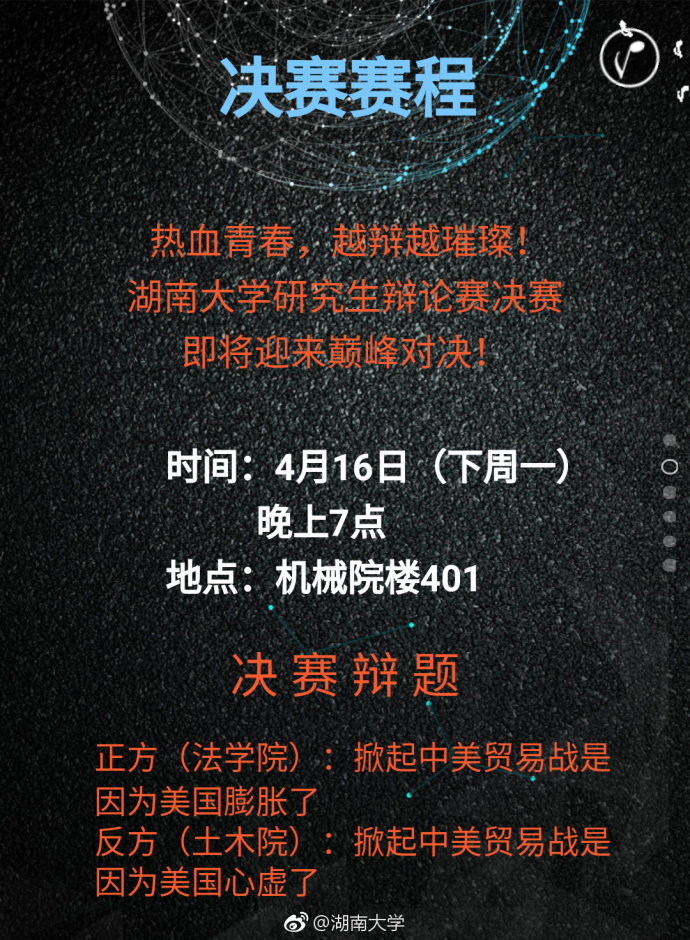 决赛赛程
热血青春，越辩越璀璨！
湖南大学研究生辩论赛决赛
即将迎来巅峰对决！
时间：4月16日（下周一）
晚上7点
地点：机械院楼401
决赛辩题
正方（法学院）：掀起中美贸易战是
因为美国膨胀了
反方（土木院）：掀起中美贸易战是
因为美国心虚了
@湖南大学